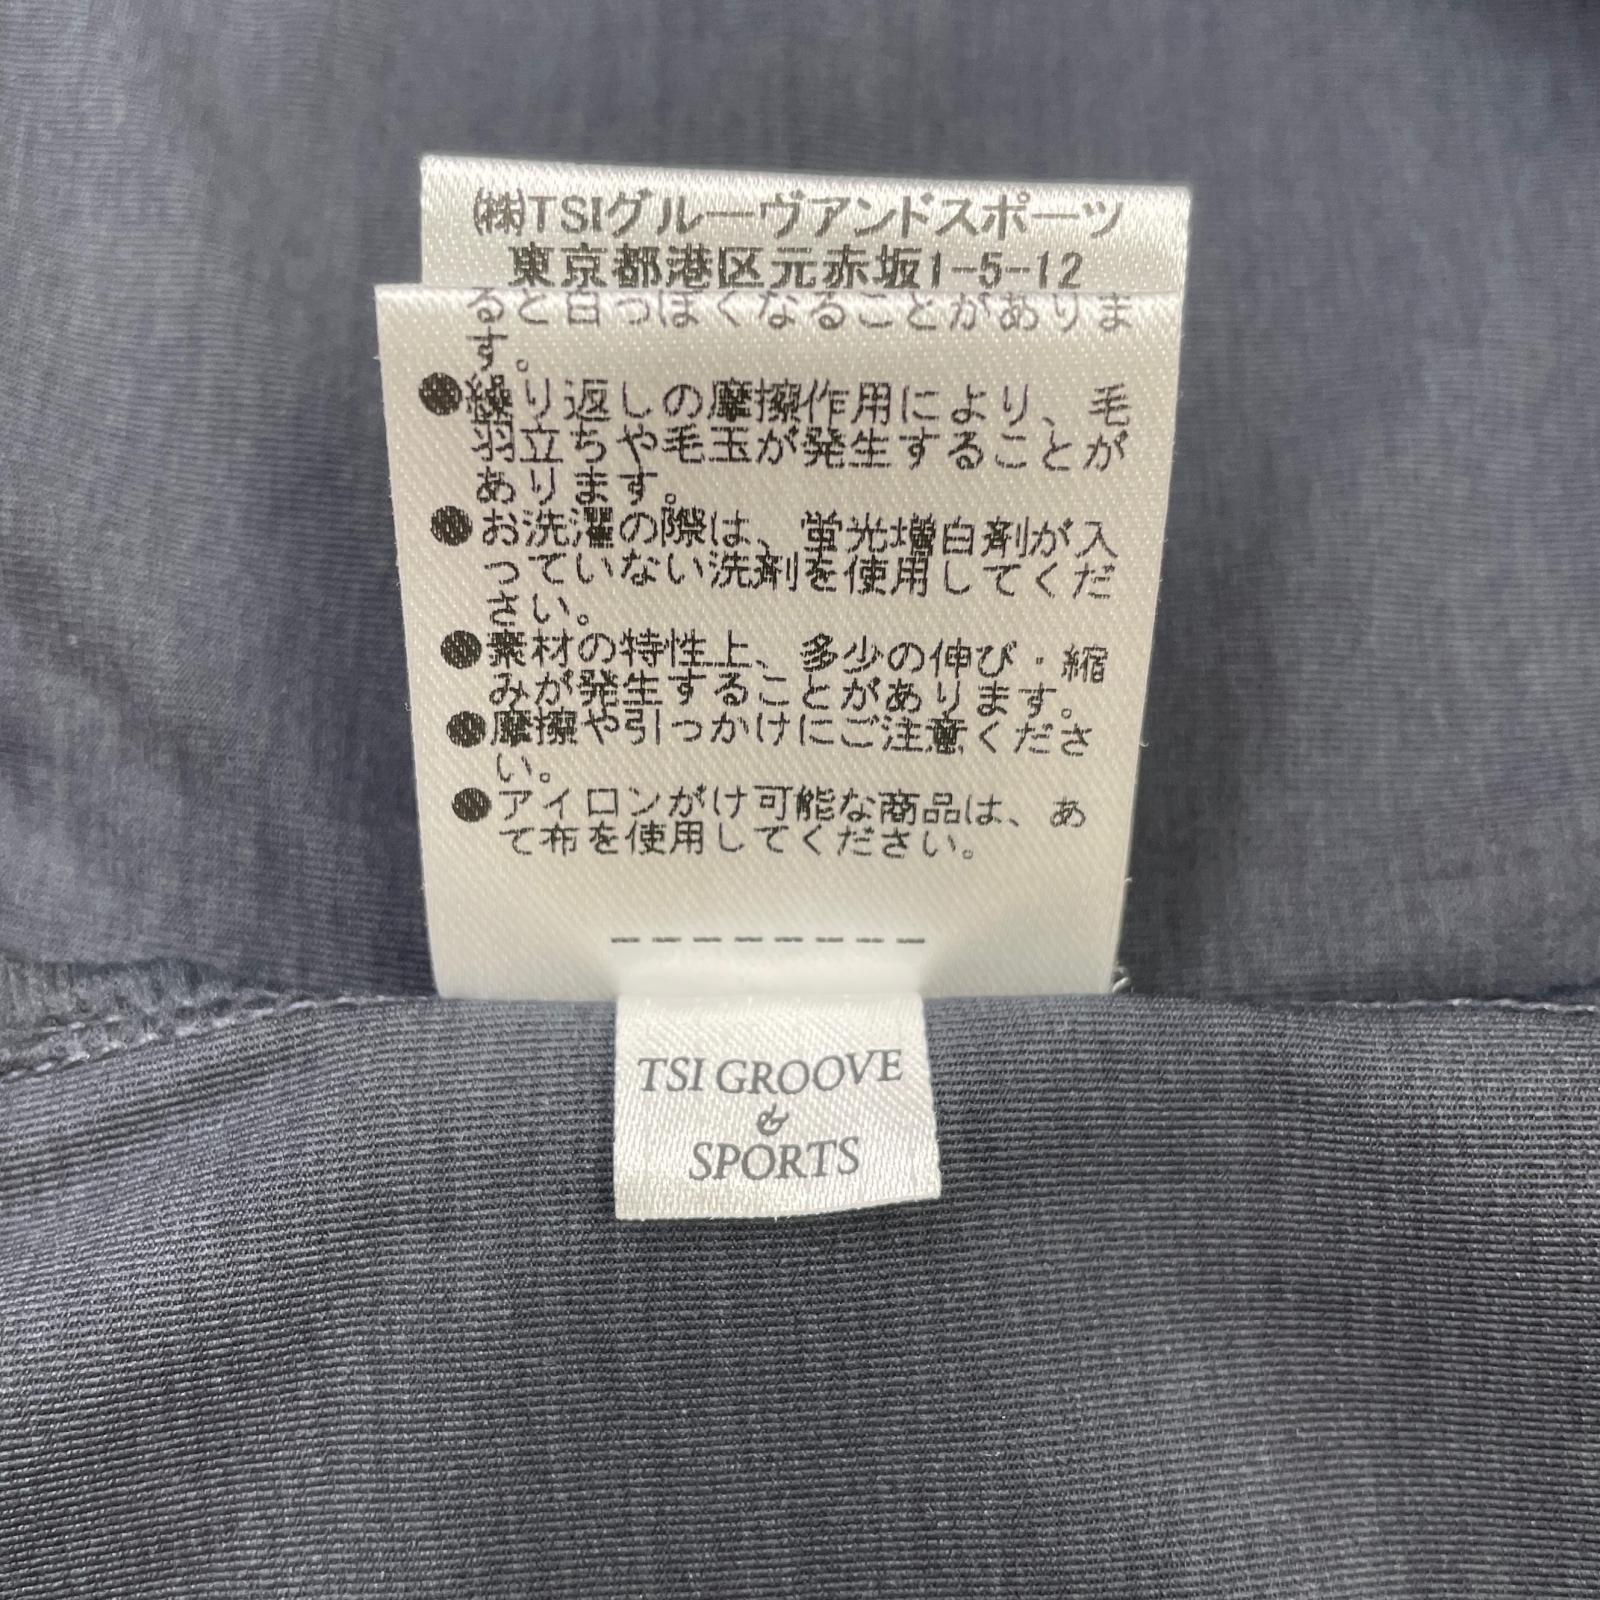 ㈱TSIグルーヴアンドスポーツ
東京都港区元赤坂1-5-12
ると白っぽくなることがありま
す。
●繰り返しの摩擦作用により、毛
羽立ちや毛玉が発生することが
あります。
●お洗濯の際は、蛍光増白剤が入
っていない洗剤を使用してくだ
さい。
●素材の特性上、多少の伸び・縮
みが発生することがあります。
●摩擦や引っかけにご注意くださ
い。
●アイロンがけ可能な商品は、あ
て布を使用してください。
TSI GROOVE
&
SPORTS